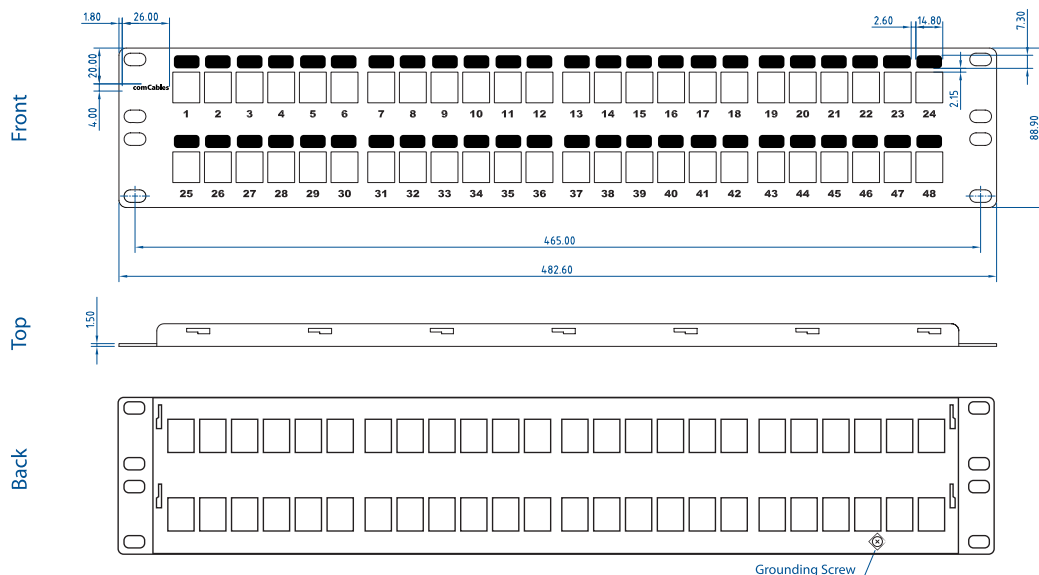 1.80 26.00 2.60 14.80 7.30
20.00
comCables
4.00
2.15
88.90
Front
1 2 3 4 5 6 7 8 9 10 11 12 13 14 15 16 17 18 19 20 21 22 23 24
25 26 27 28 29 30 31 32 33 34 35 36 37 38 39 40 41 42 43 44 45 46 47 48
465.00
482.60
Top
1.50
Back
Grounding Screw